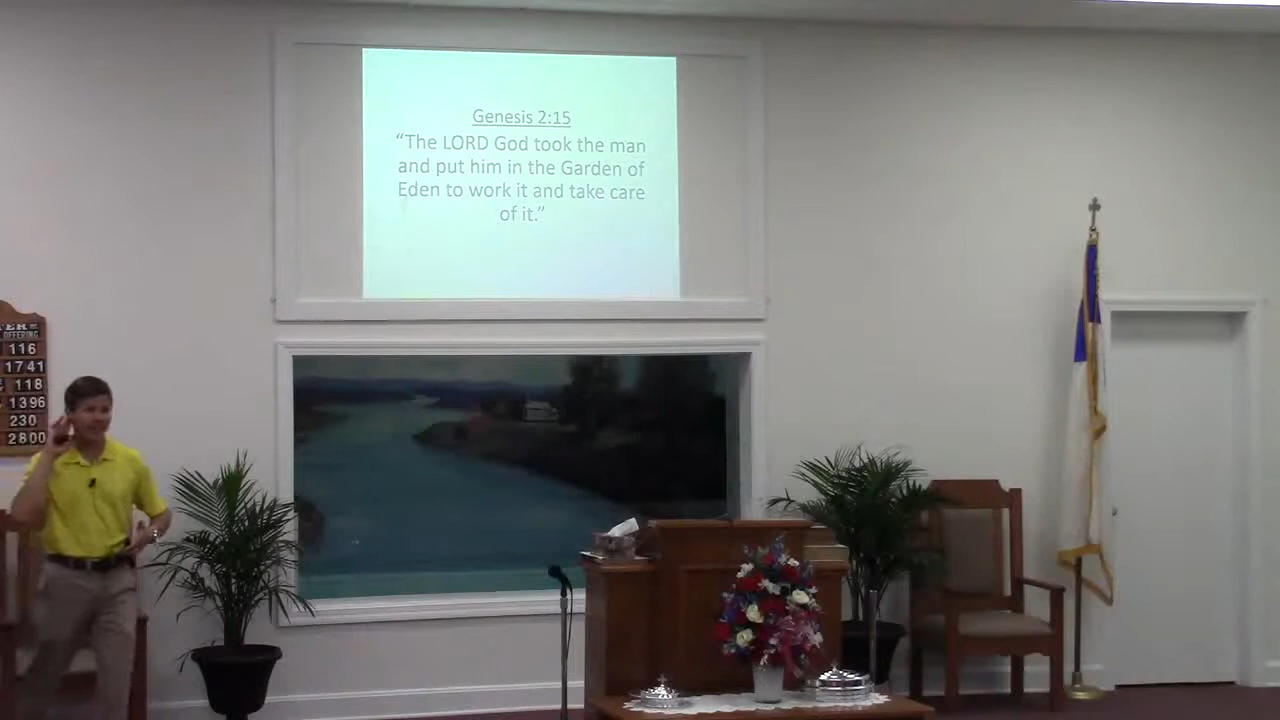 Genesis 2:15
“The LORD God took the man
and put him in the Garden of
Eden to work it and take care
of it.”
OFFERING
116
1741
118
1396
230
2800